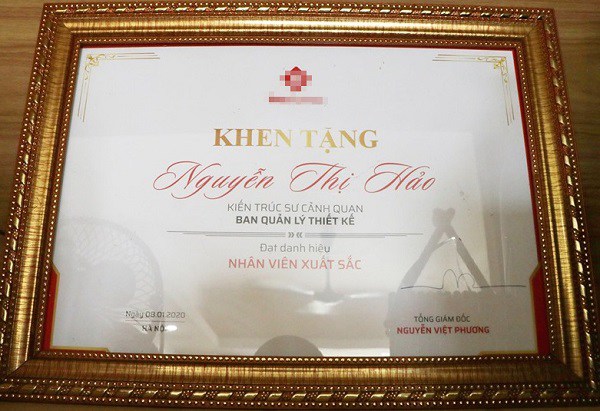 KHEN TẶNG
Nguyễn Thị Hảo
KIẾN TRÚC SƯ CẢNH QUAN
BAN QUẢN LÝ THIẾT KẾ
Đạt danh hiệu
NHÂN VIÊN XUẤT SẮC
Ngày 08.01.2020
HÀ NỘI
TỔNG GIÁM ĐỐC
NGUYỄN VIỆT PHƯƠNG